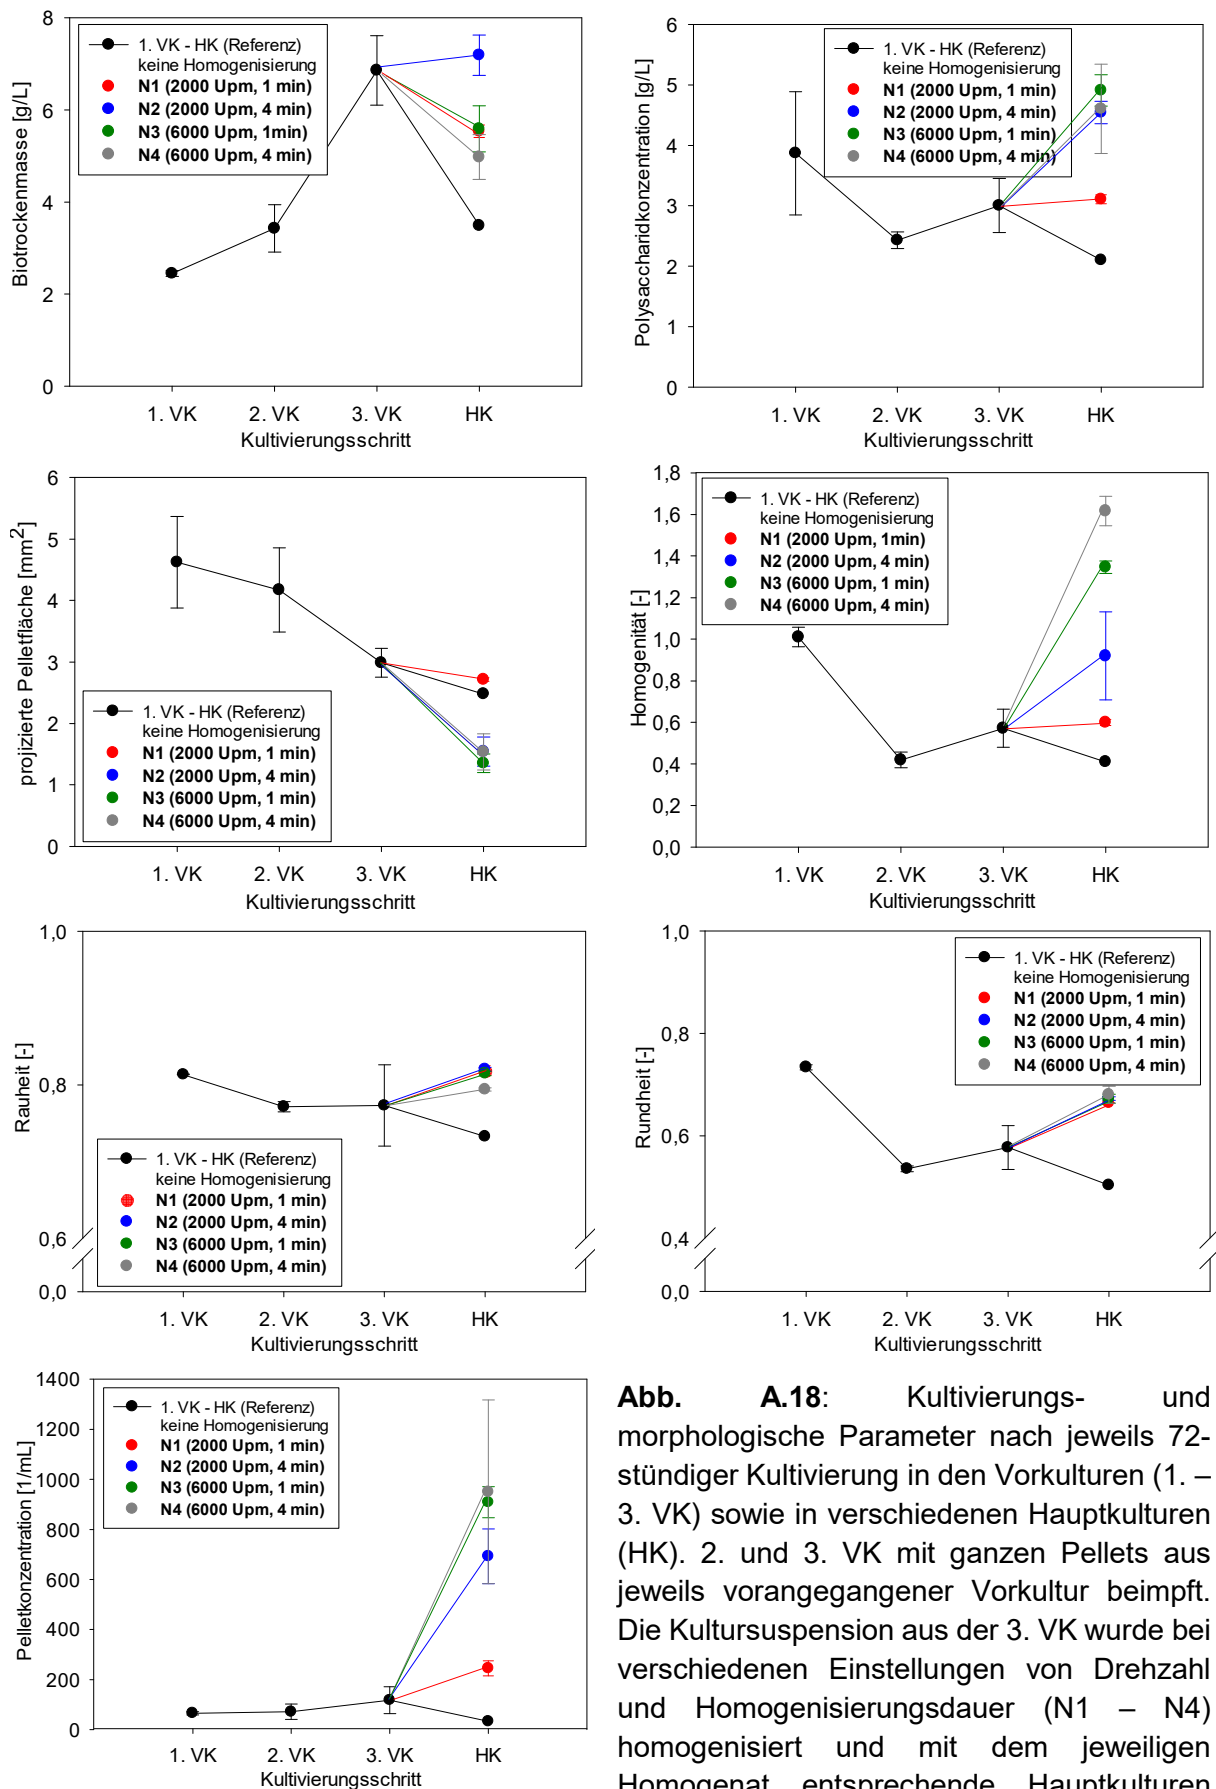 8
6
4
2
0
Biotrockenmasse [g/L]
1. VK - HK (Referenz)
keine Homogenisierung
N1 (2000 Upm, 1 min)
N2 (2000 Upm, 4 min)
N3 (6000 Upm, 1min)
N4 (6000 Upm, 4 min)
1. VK 2. VK 3. VK HK
Kultivierungsschritt
6
5
4
3
2
1
0
Polysaccharidkonzentration [g/L]
1. VK - HK (Referenz)
keine Homogenisierung
N1 (2000 Upm, 1 min)
N2 (2000 Upm, 4 min)
N3 (6000 Upm, 1 min)
N4 (6000 Upm, 4 min)
1. VK 2. VK 3. VK HK
Kultivierungsschritt
6
5
4
3
2
1
0
projizierte Pelletfläche [mm²]
1. VK - HK (Referenz)
keine Homogenisierung
N1 (2000 Upm, 1 min)
N2 (2000 Upm, 4 min)
N3 (6000 Upm, 1 min)
N4 (6000 Upm, 4 min)
1. VK 2. VK 3. VK HK
Kultivierungsschritt
1,8
1,6
1,4
1,2
1,0
0,8
0,6
0,4
0,2
0,0
Homogenität [-]
1. VK - HK (Referenz)
keine Homogenisierung
N1 (2000 Upm, 1min)
N2 (2000 Upm, 4 min)
N3 (6000 Upm, 1 min)
N4 (6000 Upm, 4 min)
1. VK 2. VK 3. VK HK
Kultivierungsschritt
1,0
0,8
0,6
0,0
Rauheit [-]
1. VK - HK (Referenz)
keine Homogenisierung
N1 (2000 Upm, 1 min)
N2 (2000 Upm, 4 min)
N3 (6000 Upm, 1 min)
N4 (6000 Upm, 4 min)
1. VK 2. VK 3. VK HK
Kultivierungsschritt
1,0
0,8
0,6
0,4
0,0
Rundheit [-]
1. VK - HK (Referenz)
keine Homogenisierung
N1 (2000 Upm, 1 min)
N2 (2000 Upm, 4 min)
N3 (6000 Upm, 1 min)
N4 (6000 Upm, 4 min)
1. VK 2. VK 3. VK HK
Kultivierungsschritt
1400
1200
1000
800
600
400
200
0
Pelletkonzentration [1/mL]
1. VK - HK (Referenz)
keine Homogenisierung
N1 (2000 Upm, 1 min)
N2 (2000 Upm, 4 min)
N3 (6000 Upm, 1 min)
N4 (6000 Upm, 4 min)
1. VK 2. VK 3. VK HK
Kultivierungsschritt
Abb. A.18: Kultivierungs- und
morphologische Parameter nach jeweils 72-
stündiger Kultivierung in den Vorkulturen (1. –
3. VK) sowie in verschiedenen Hauptkulturen
(HK). 2. und 3. VK mit ganzen Pellets aus
jeweils vorangegangener Vorkultur beimpft.
Die Kultursuspension aus der 3. VK wurde bei
verschiedenen Einstellungen von Drehzahl
und Homogenisierungsdauer (N1 – N4)
homogenisiert und mit dem jeweiligen
Homogenat entsprechende Hauptkulturen